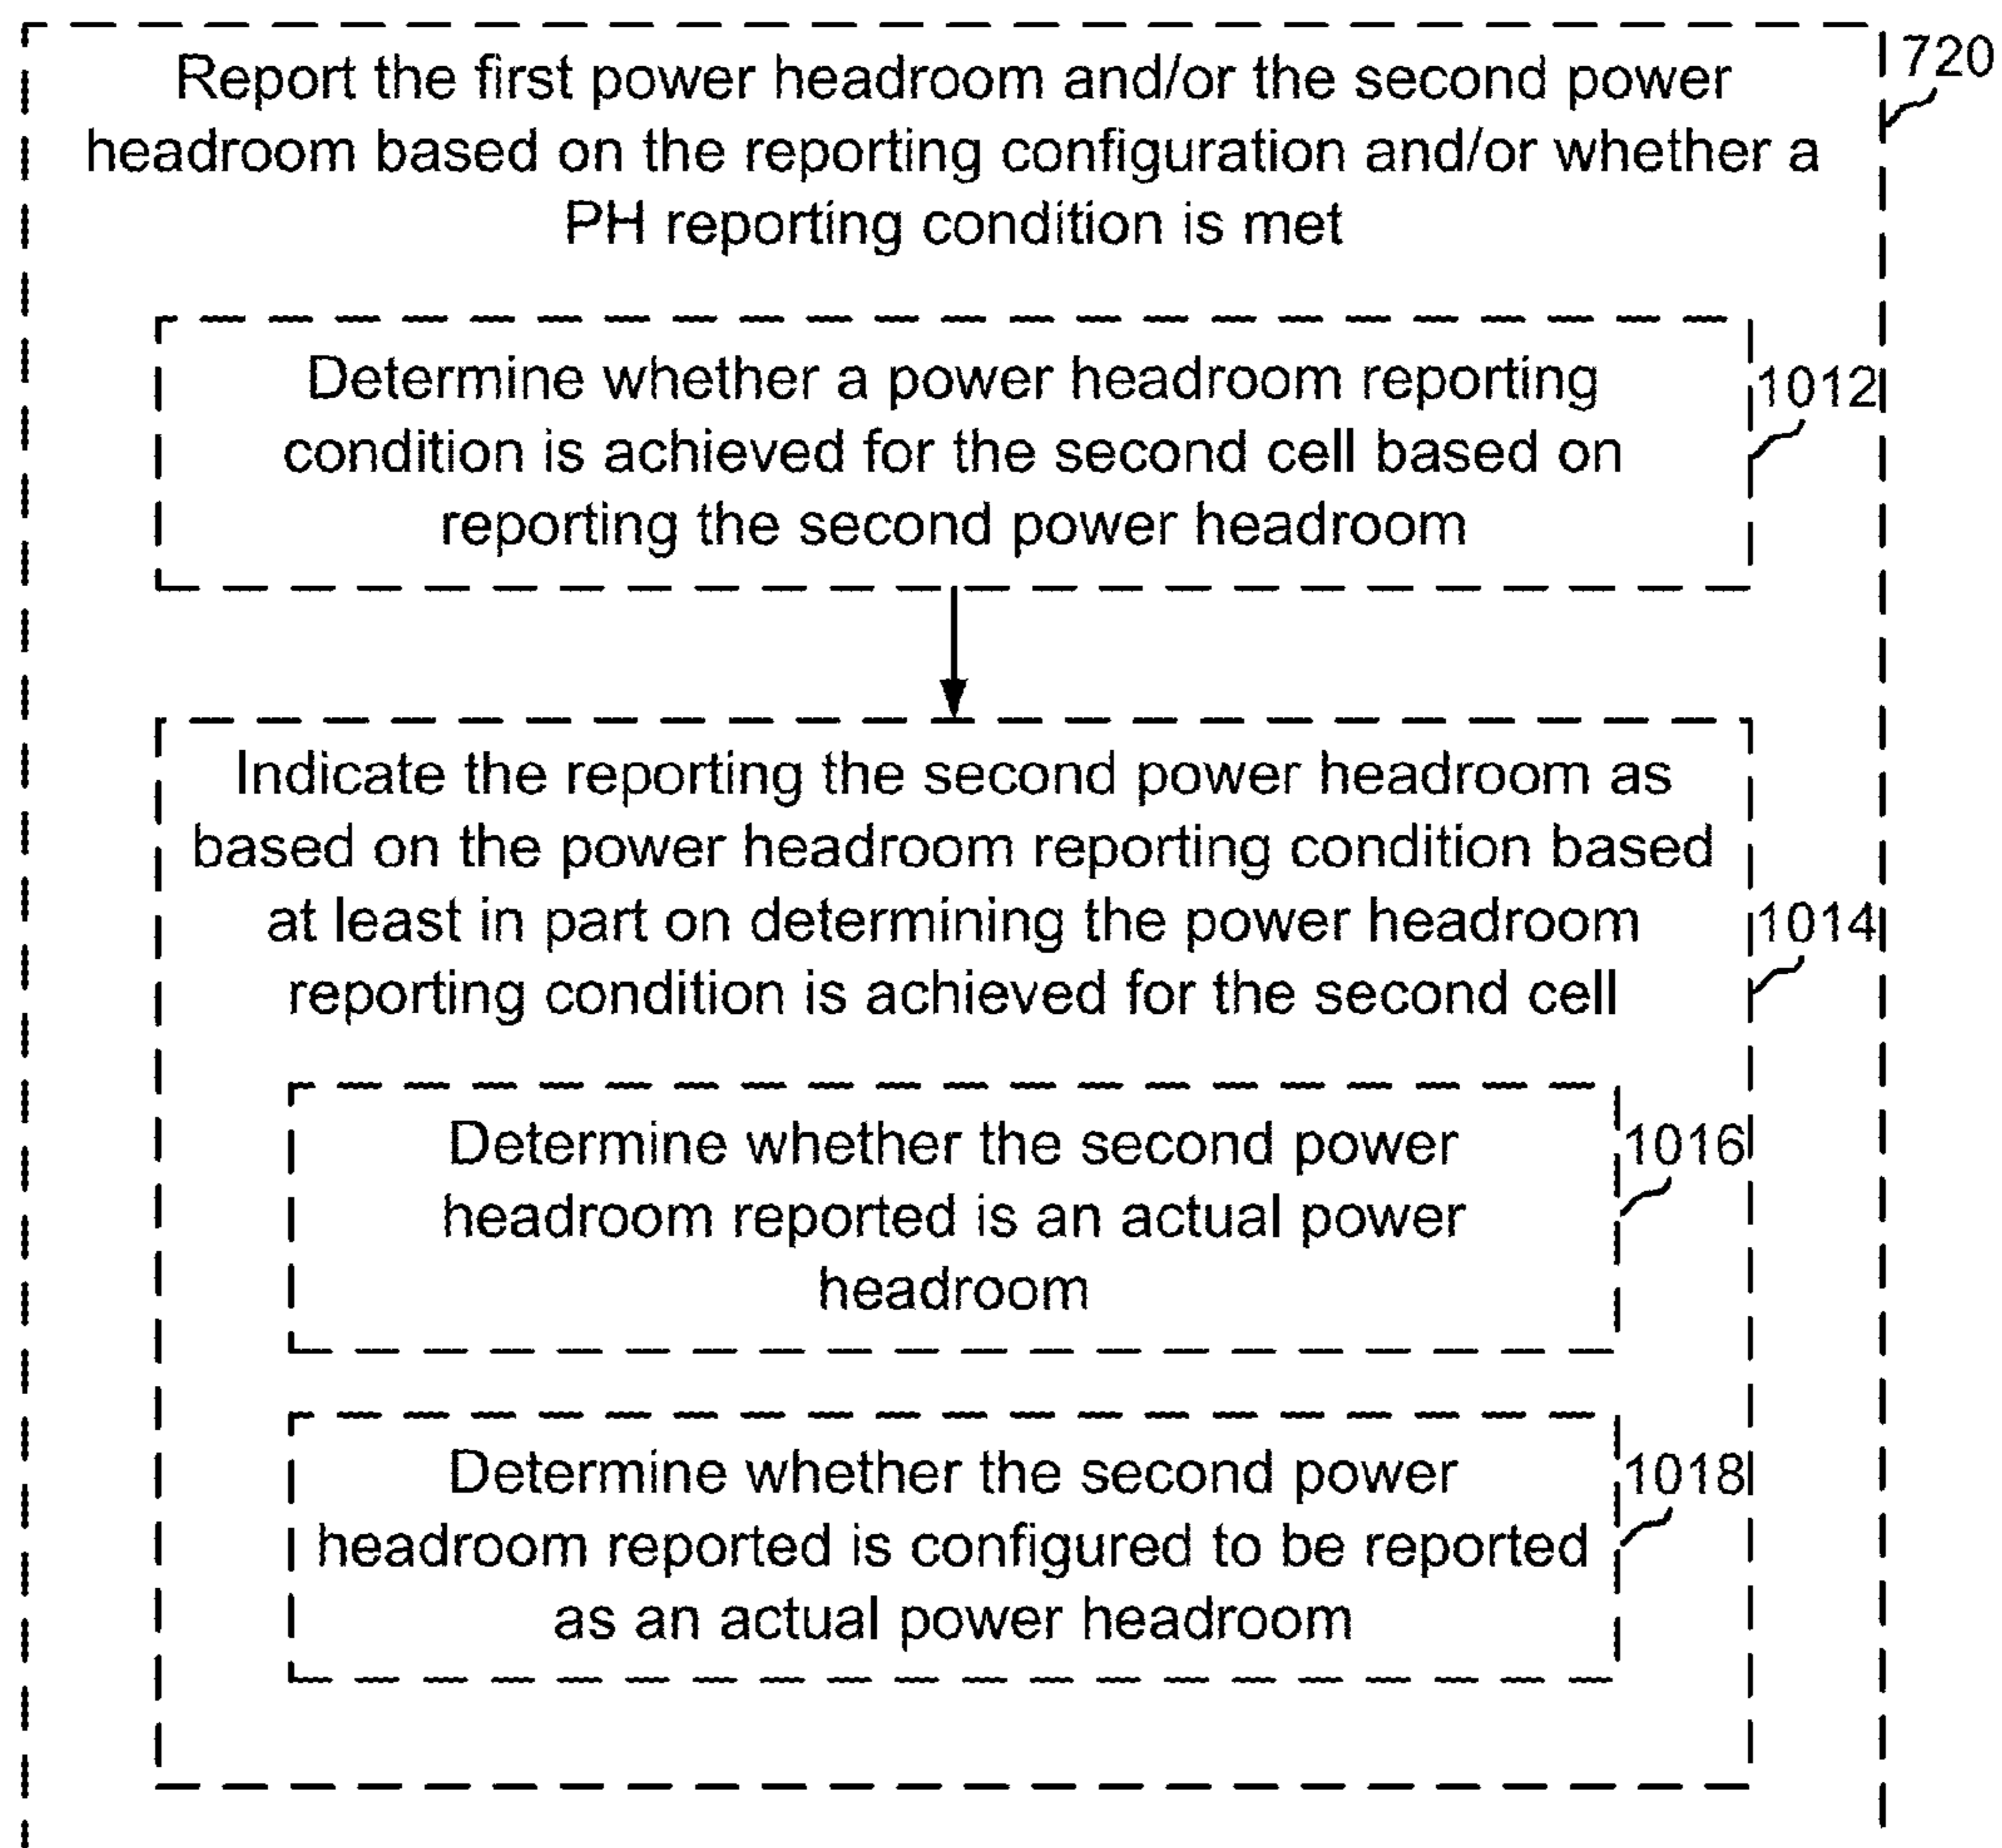 Report the first power headroom and/or the second power
headroom based on the reporting configuration and/or whether a
PH reporting condition is met
720
Determine whether a power headroom reporting
condition is achieved for the second cell based on
reporting the second power headroom
1012
Indicate the reporting the second power headroom as
based on the power headroom reporting condition based
at least in part on determining the power headroom
reporting condition is achieved for the second cell
1014
Determine whether the second power
headroom reported is an actual power
headroom
1016
Determine whether the second power
headroom reported is configured to be reported
as an actual power headroom
1018